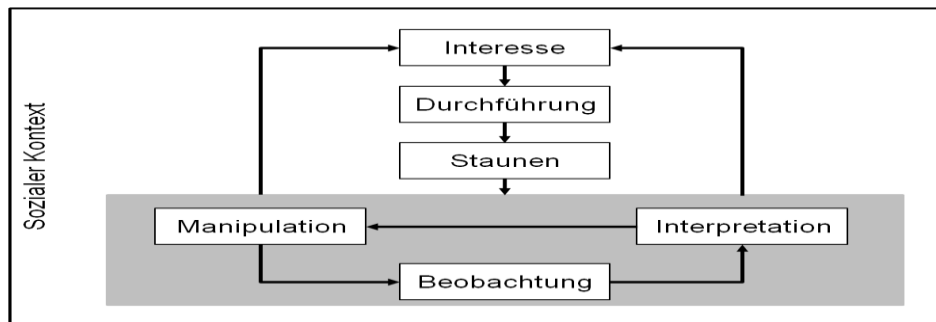 Sozialer Kontext
Interesse
Durchführung
Staunen
Manipulation
Interpretation
Beobachtung